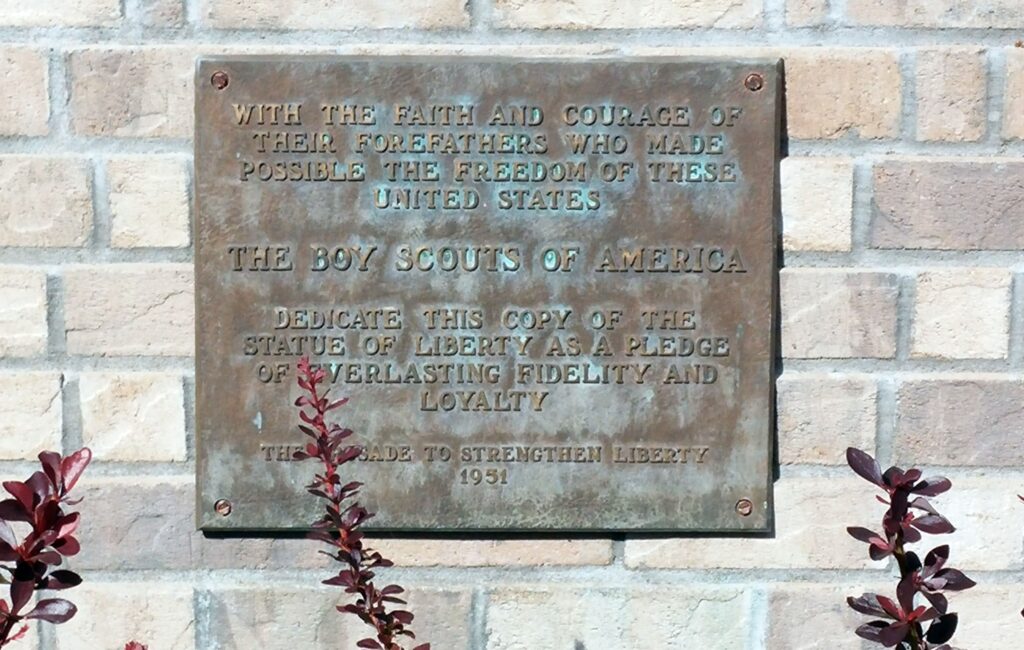 WITH THE FAITH AND COURAGE OF
THEIR FOREFATHERS WHO MADE
POSSIBLE THE FREEDOM OF THESE
UNITED STATES
THE BOY SCOUTS OF AMERICA
DEDICATE THIS COPY OF THE
STATUE OF LIBERTY AS A PLEDGE
OF EVERLASTING FIDELITY AND
LOYALTY
THE CRUSADE TO STRENGTHEN LIBERTY
1951